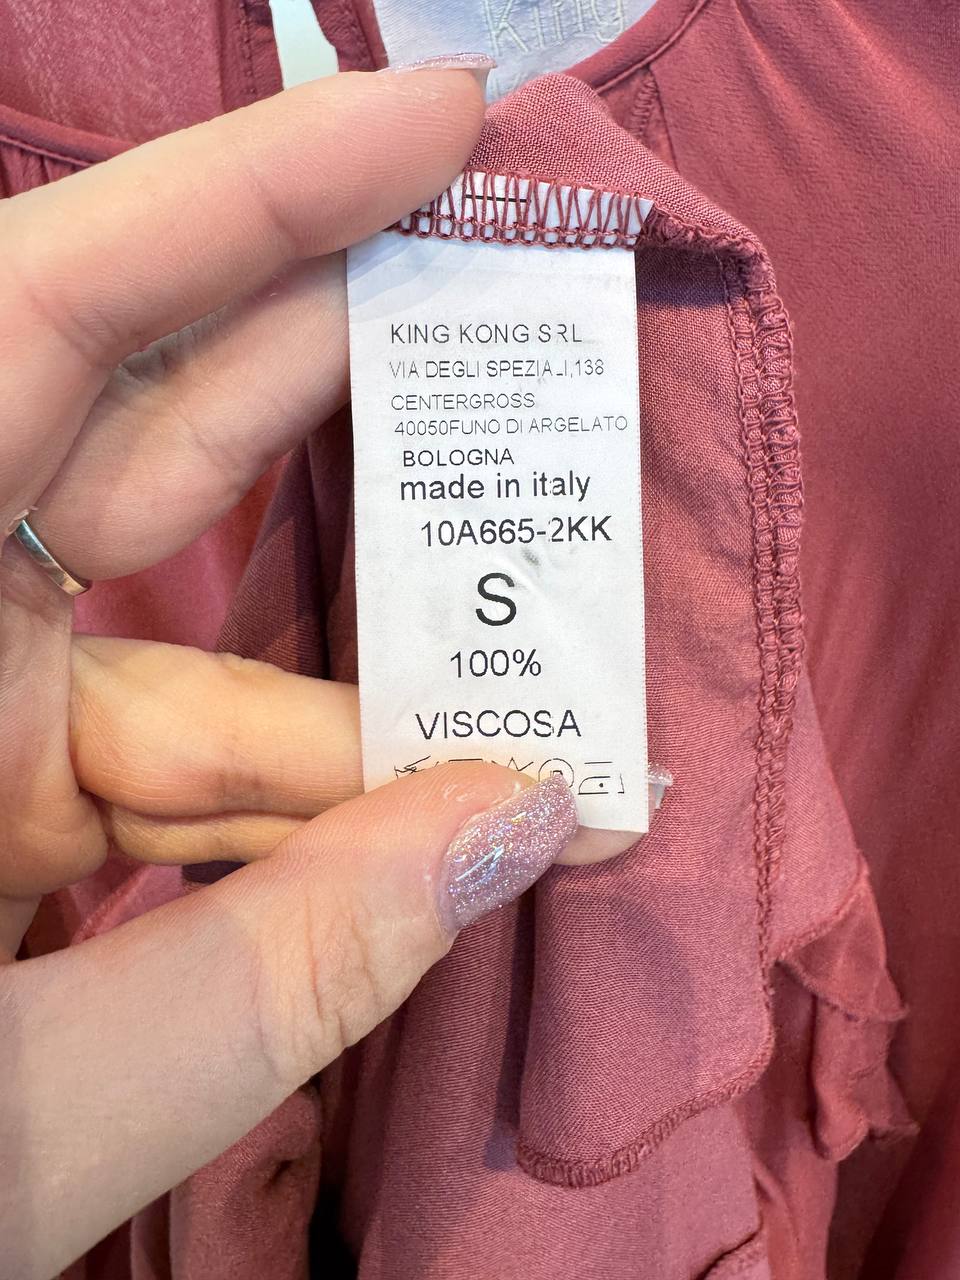 King
KING KONG SRL
VIA DEGLI SPEZIALI,138
CENTERGROSS
40050FUNO DI ARGELATO
BOLOGNA
made in italy
10A665-2KK
S
100%
VISCOSA